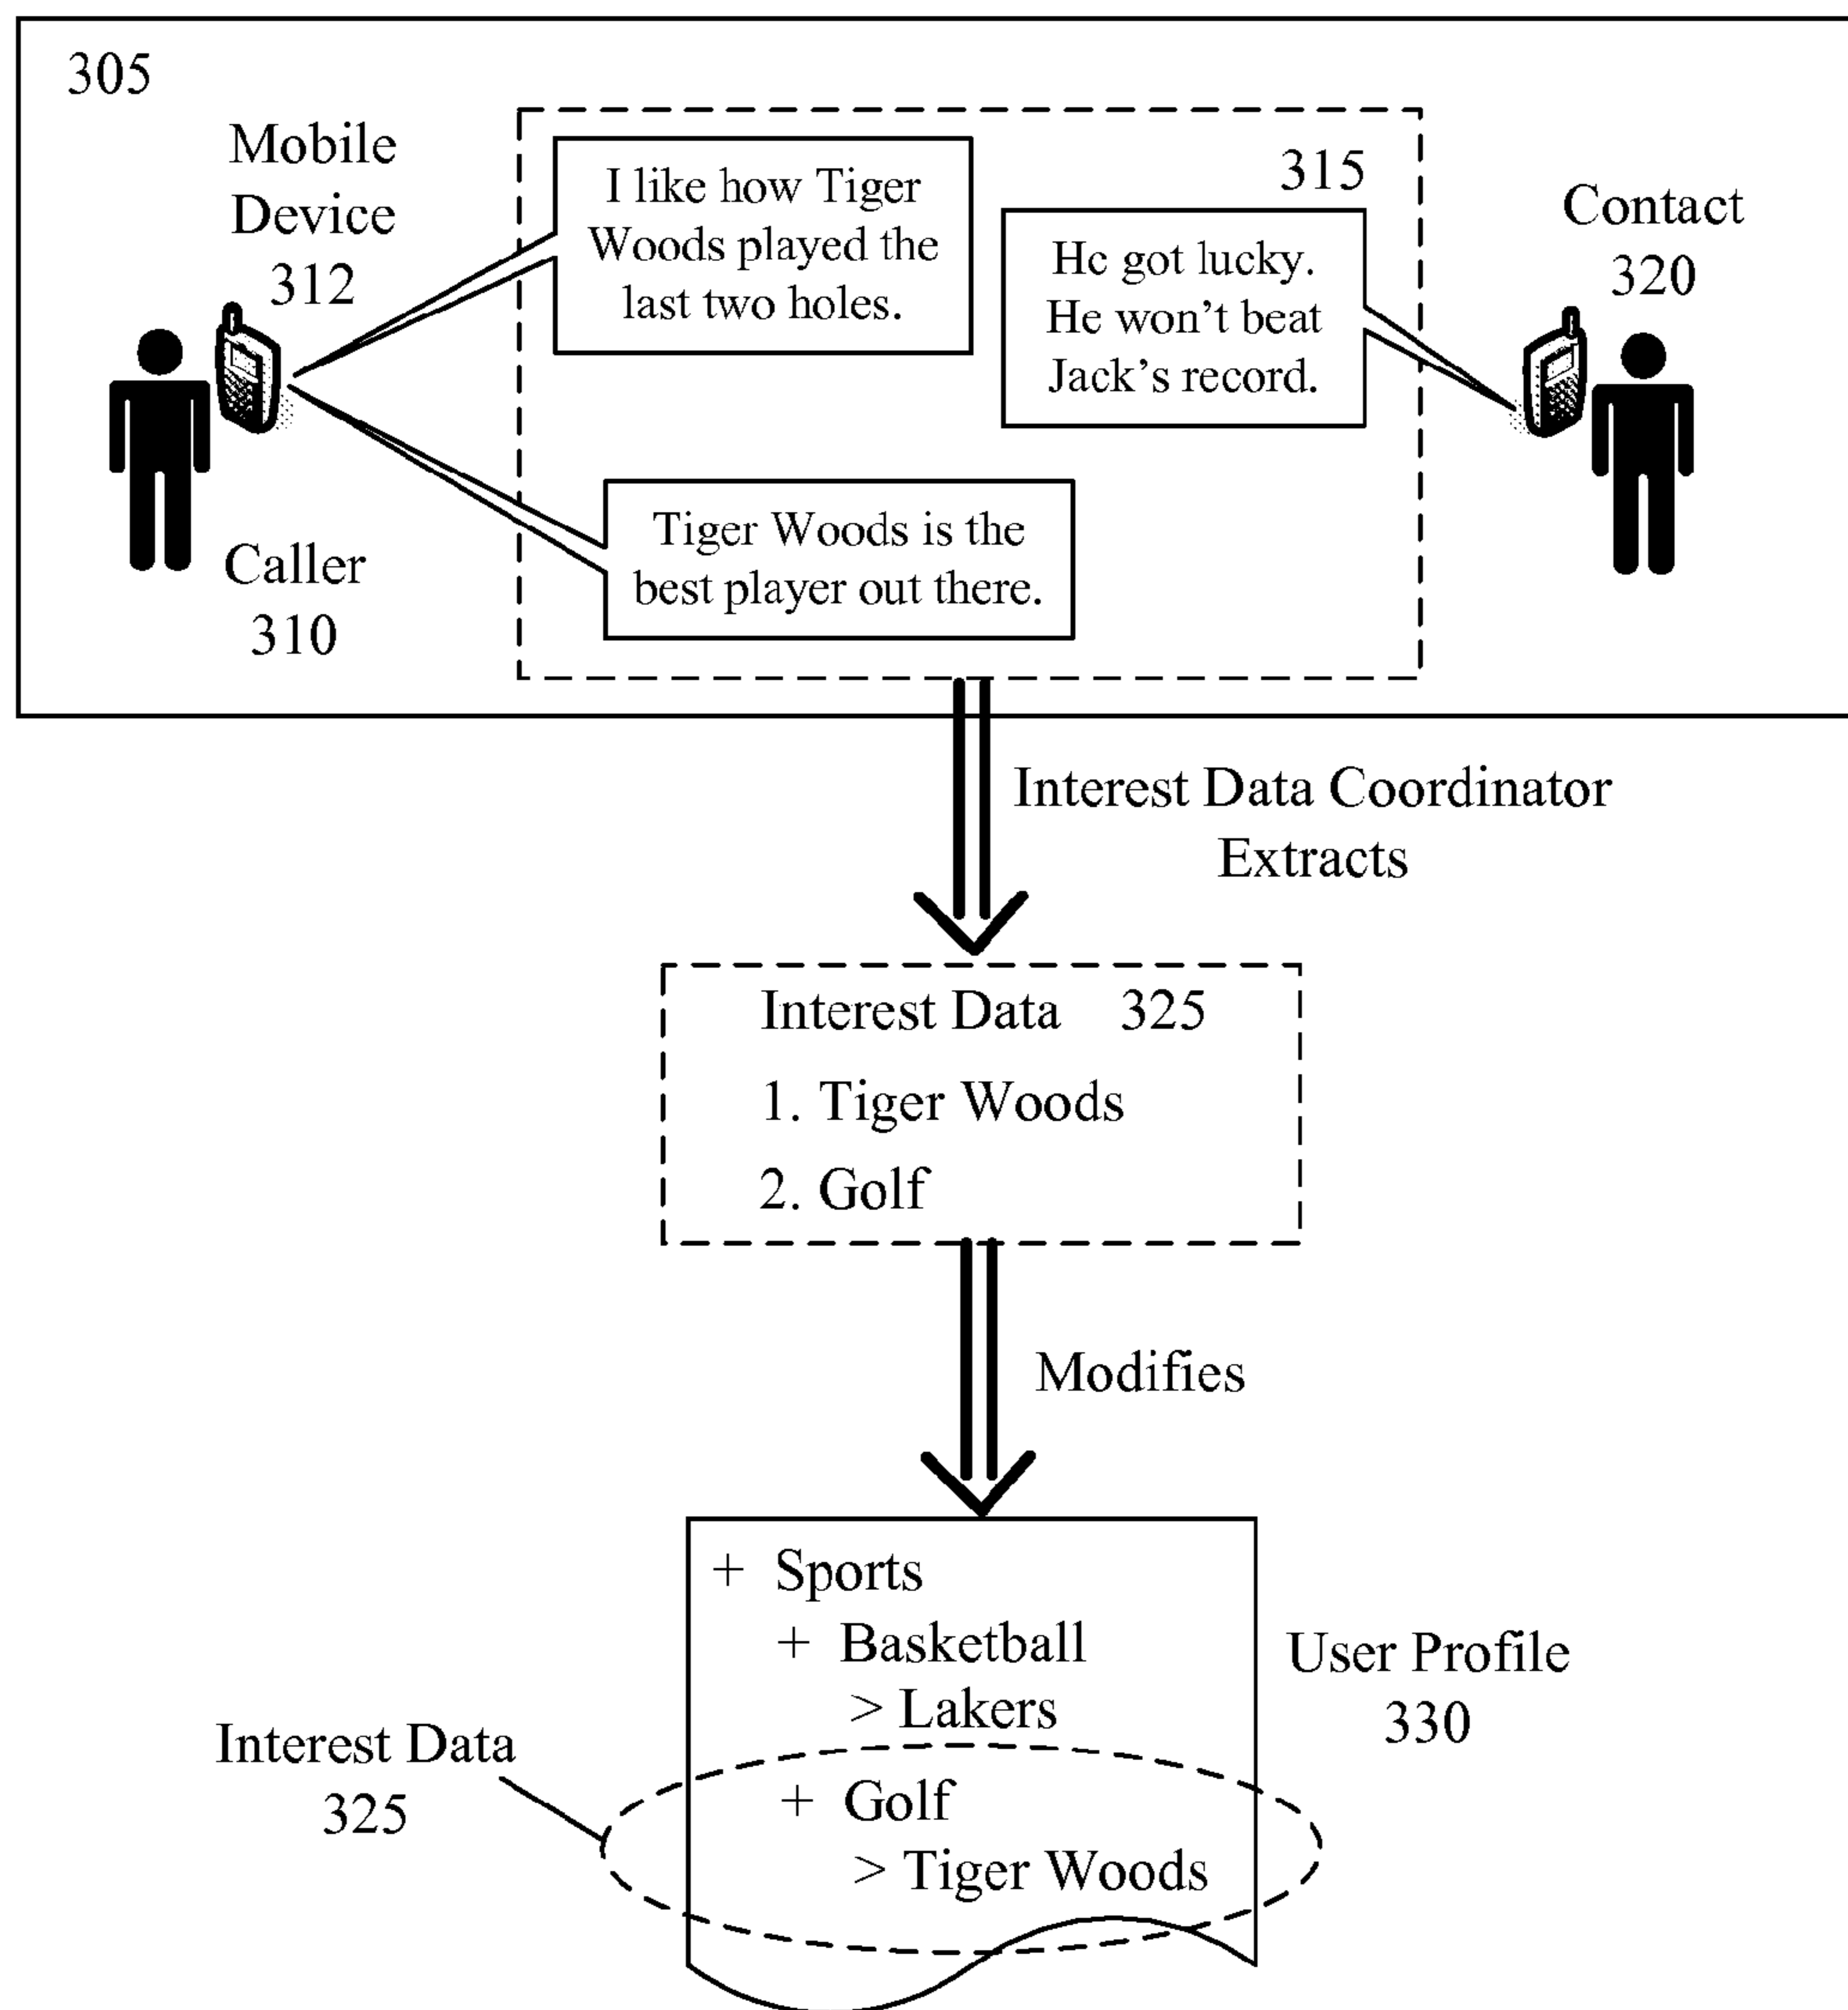 305
Mobile
Device
312
I like how Tiger
Woods played the
last two holes.
315
Hc got lucky.
He won't beat
Jack's record.
Contact
320
Tiger Woods is the
best player out there.
Caller
310
Interest Data Coordinator
Extracts
Interest Data 325
1. Tiger Woods
2. Golf
Modifies
+ Sports
+ Basketball
> Lakers
+ Golf
> Tiger Woods
User Profile
330
Interest Data
325